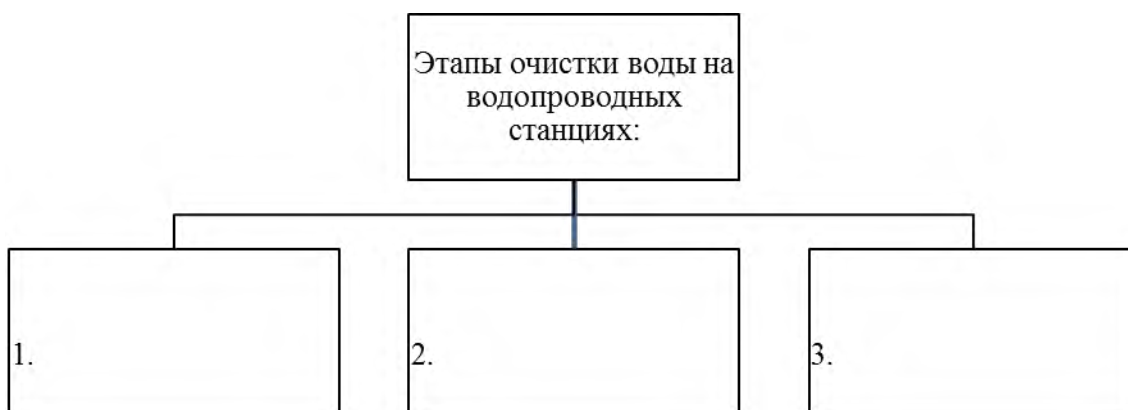 Этапы очистки воды на
водопроводных
станциях:
1.
2.
3.